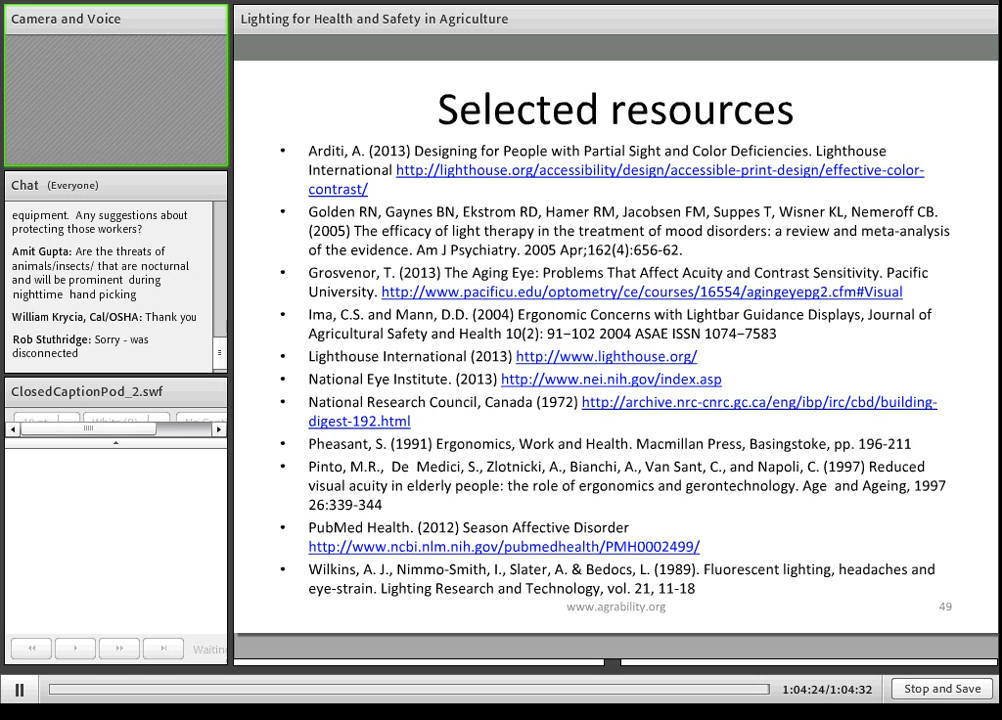 Camera and Voice
Lighting for Health and Safety in Agriculture
Chat (Everyone)
equipment. Any suggestions about
protecting those workers?
Amit Gupta: Are the threats of
animals/insects/ that are nocturnal
and will be prominent during
nighttime hand picking
William Krycia, Cal/OSHA: Thank you
Rob Stuthridge: Sorry - was
disconnected
ClosedCaptionPod_2.swf
Waitin
Selected resources
• Arditi, A. (2013) Designing for People with Partial Sight and Color Deficiencies. Lighthouse
International http://lighthouse.org/accessibility/design/accessible-print-design/effective-color-
contrast/
• Golden RN, Gaynes BN, Ekstrom RD, Hamer RM, Jacobsen FM, Suppes T, Wisner KL, Nemeroff CB.
(2005) The efficacy of light therapy in the treatment of mood disorders: a review and meta-analysis
of the evidence. Am J Psychiatry. 2005 Apr;162(4):656-62.
• Grosvenor, T. (2013) The Aging Eye: Problems That Affect Acuity and Contrast Sensitivity. Pacific
University. http://www.pacificu.edu/optometry/ce/courses/16554/agingeyepg2.cfm#Visual
• Ima, C.S. and Mann, D.D. (2004) Ergonomic Concerns with Lightbar Guidance Displays, Journal of
Agricultural Safety and Health 10(2): 91–102 2004 ASAE ISSN 1074–7583
• Lighthouse International (2013) http://www.lighthouse.org/
• National Eye Institute. (2013) http://www.nei.nih.gov/index.asp
• National Research Council, Canada (1972) http://archive.nrc-cnrc.gc.ca/eng/ibp/irc/cbd/building-
digest-192.html
• Pheasant, S. (1991) Ergonomics, Work and Health. Macmillan Press, Basingstoke, pp. 196-211
• Pinto, M.R., De Medici, S., Zlotnicki, A., Bianchi, A., Van Sant, C., and Napoli, C. (1997) Reduced
visual acuity in elderly people: the role of ergonomics and gerontechnology. Age and Ageing, 1997
26:339-344
• PubMed Health. (2012) Season Affective Disorder
http://www.ncbi.nlm.nih.gov/pubmedhealth/PMH0002499/
• Wilkins, A. J., Nimmo-Smith, I., Slater, A. & Bedocs, L. (1989). Fluorescent lighting, headaches and
eye-strain. Lighting Research and Technology, vol. 21, 11-18
www.agrability.org
49
1:04:24/1:04:32
Stop and Save